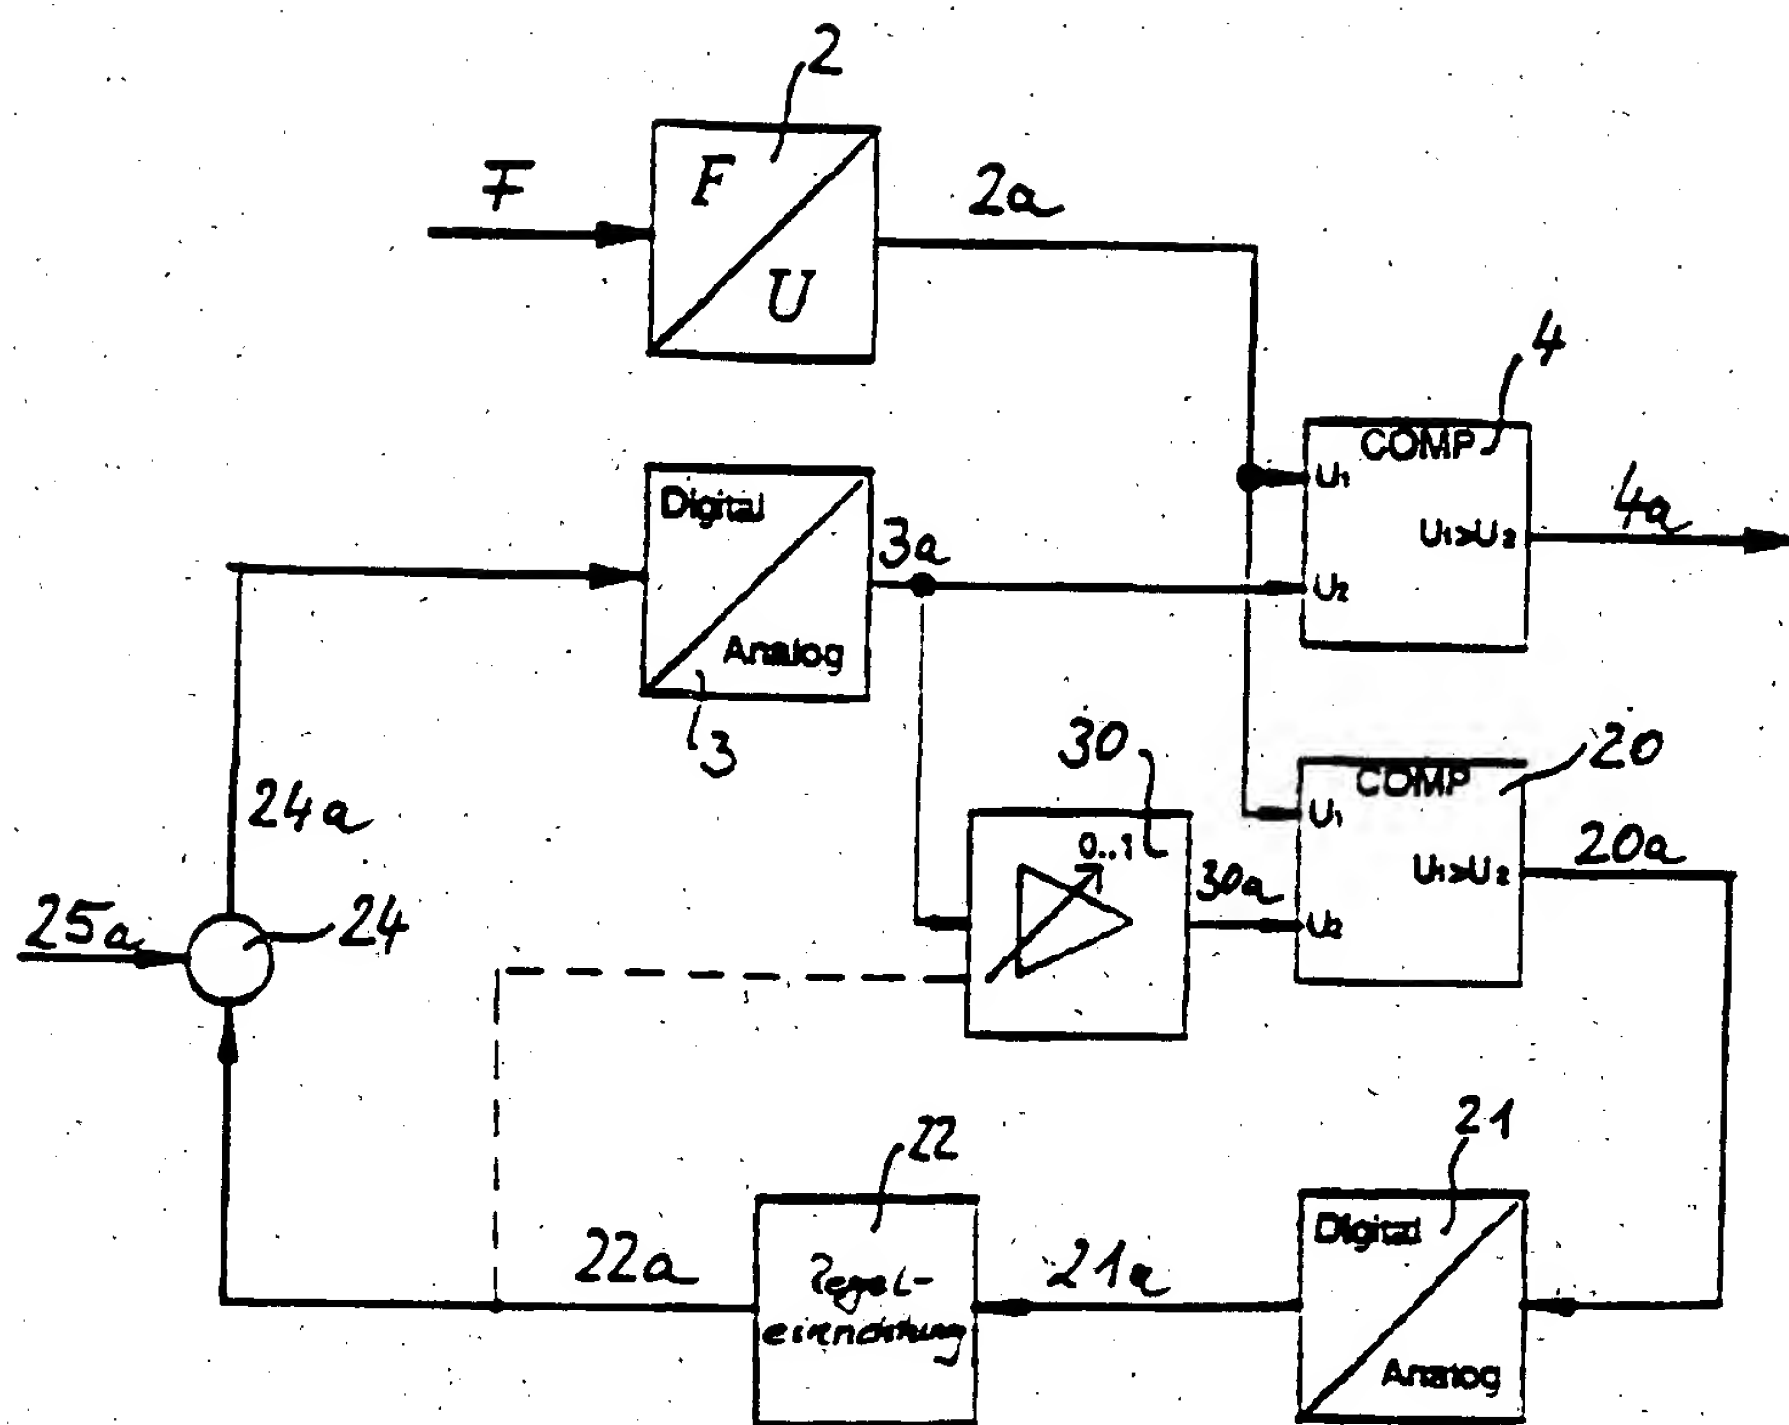 2
F
F
U
2a
4
COMP
U₁
U₁>U₂
U₂
4a
Digital
Analog
3a
3
30
0..1
30a
20
COMP
U₁
U₁>U₂
U₂
20a
24a
25a
24
22
Regel-
einrichtung
22a
21a
21
Digital
Analog